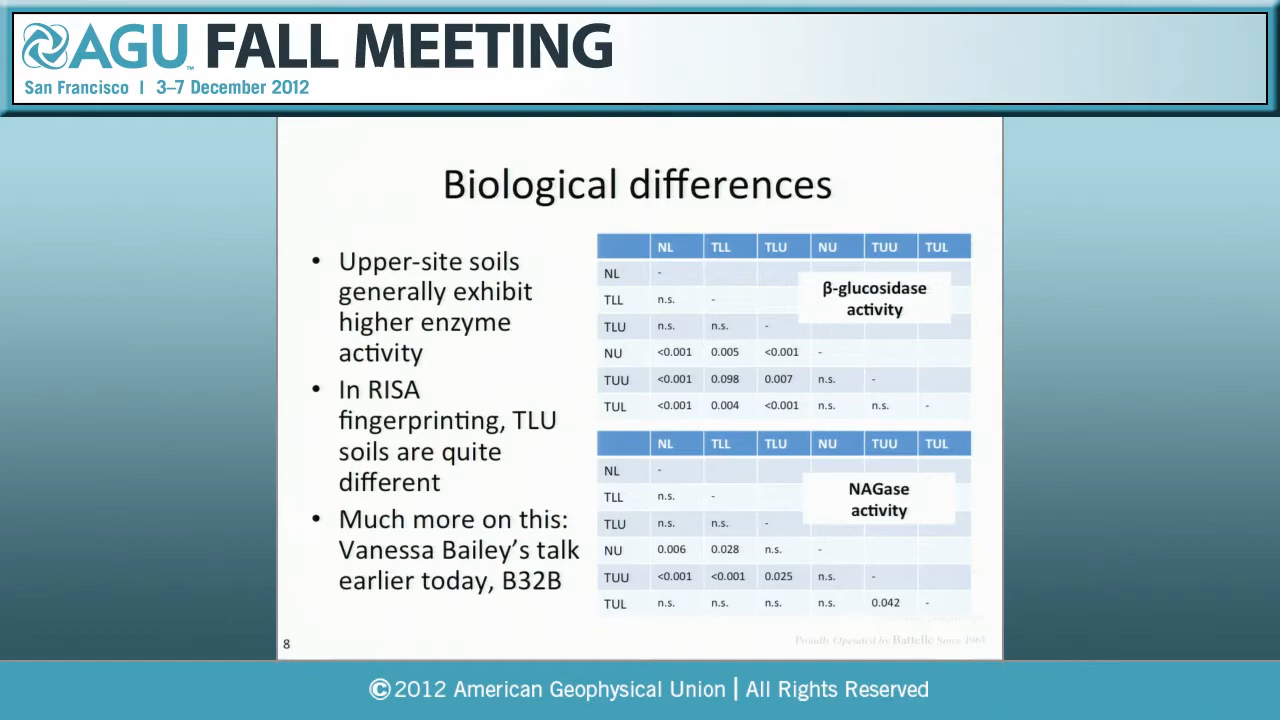 AGU™ FALL MEETING
San Francisco | 3–7 December 2012
Biological differences
• Upper-site soils
generally exhibit
higher enzyme
activity
• In RISA
fingerprinting, TLU
soils are quite
different
• Much more on this:
Vanessa Bailey's talk
earlier today, B32B
NL TLL TLU NU TUU TUL
NL -
TLL n.s. -
TLU n.s. n.s. -
NU <0.001 0.005 <0.001 -
TUU <0.001 0.098 0.007 n.s. -
TUL <0.001 0.004 <0.001 n.s. n.s. -
β-glucosidase
activity
NL TLL TLU NU TUU TUL
NL -
TLL n.s. -
TLU n.s. n.s. -
NU 0.006 0.028 n.s. -
TUU <0.001 <0.001 0.025 n.s. -
TUL n.s. n.s. n.s. n.s. 0.042 -
NAGase
activity
8
Proudly Operated by Battelle Since 1965
©2012 American Geophysical Union | All Rights Reserved